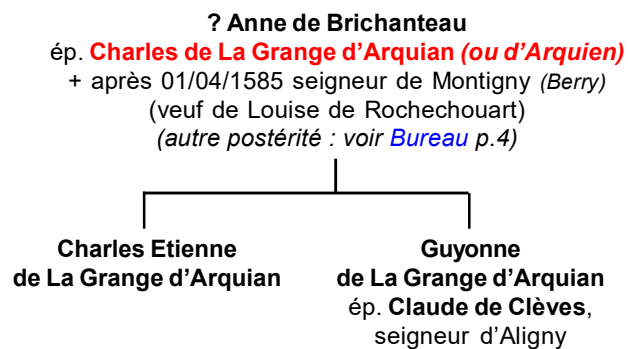 ? Anne de Brichanteau
ép. Charles de La Grange d’Arquian (ou d’Arquien)
+ après 01/04/1585 seigneur de Montigny (Berry)
(veuf de Louise de Rochechouart)
(autre postérité : voir Bureau p.4)
Charles Etienne
de La Grange d’Arquian
Guyonne
de La Grange d’Arquian
ép. Claude de Clèves,
seigneur d’Aligny